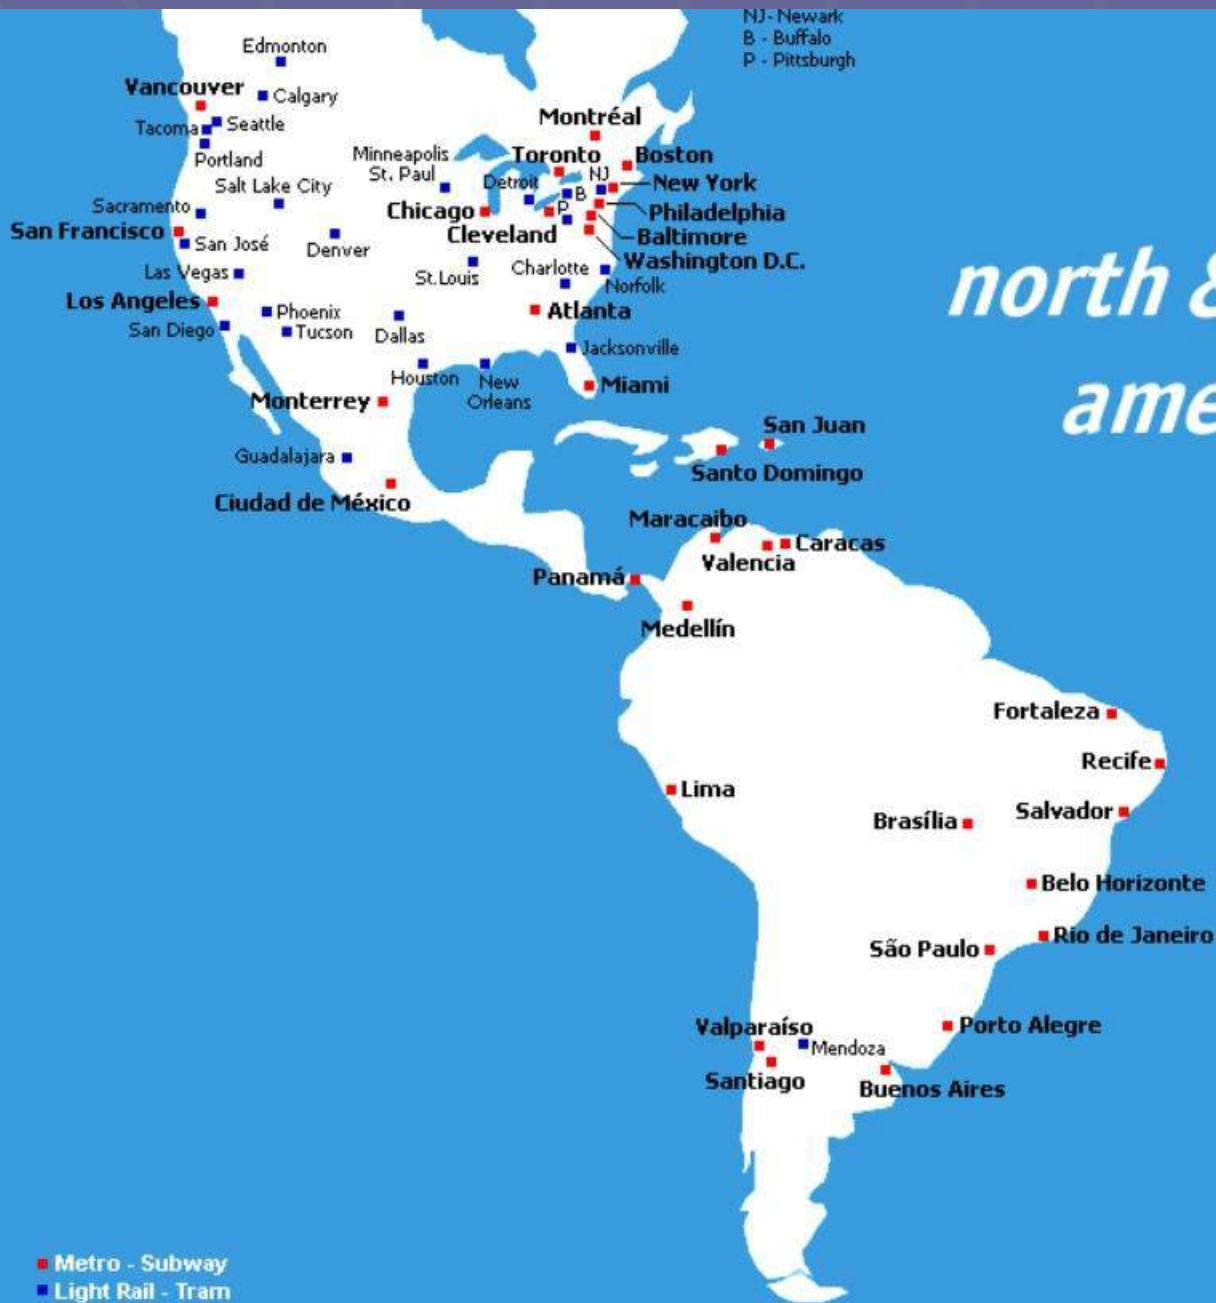 NJ- Newark
B - Buffalo
P - Pittsburgh
Edmonton
Vancouver
Calgary
Tacoma
Seattle
Portland
Montréal
Minneapolis
St. Paul
Toronto
Boston
Salt Lake City
Detroit
B
NJ
New York
Sacramento
Chicago
P
Philadelphia
San Francisco
San José
Denver
Cleveland
Baltimore
Las Vegas
St.Louis
Charlotte
Washington D.C.
Norfolk
north &
Los Angeles
Phoenix
Atlanta
San Diego
Tucson
Dallas
Jacksonville
Houston
New
Orleans
Miami
ame
Monterrey
San Juan
Guadalajara
Santo Domingo
Ciudad de México
Maracaibo
Caracas
Valencia
Panamá
Medellín
Fortaleza
Recife
Lima
Salvador
Brasília
Belo Horizonte
Rio de Janeiro
São Paulo
Valparaíso
Porto Alegre
Mendoza
Santiago
Buenos Aires
Metro - Subway
Light Rail - Tram